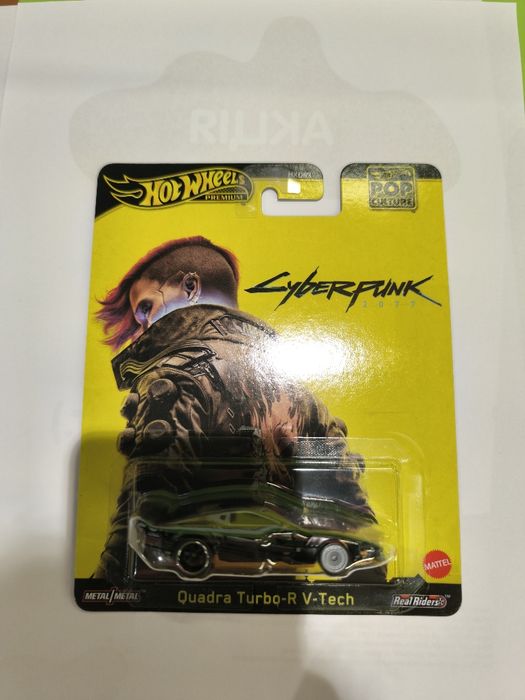 HOT WHEELS
PREMIUM
POP
CULTURE
Cyberpunk
2077
MATTEL
METAL/METAL
Quadra Turbo-R V-Tech
Real Riders